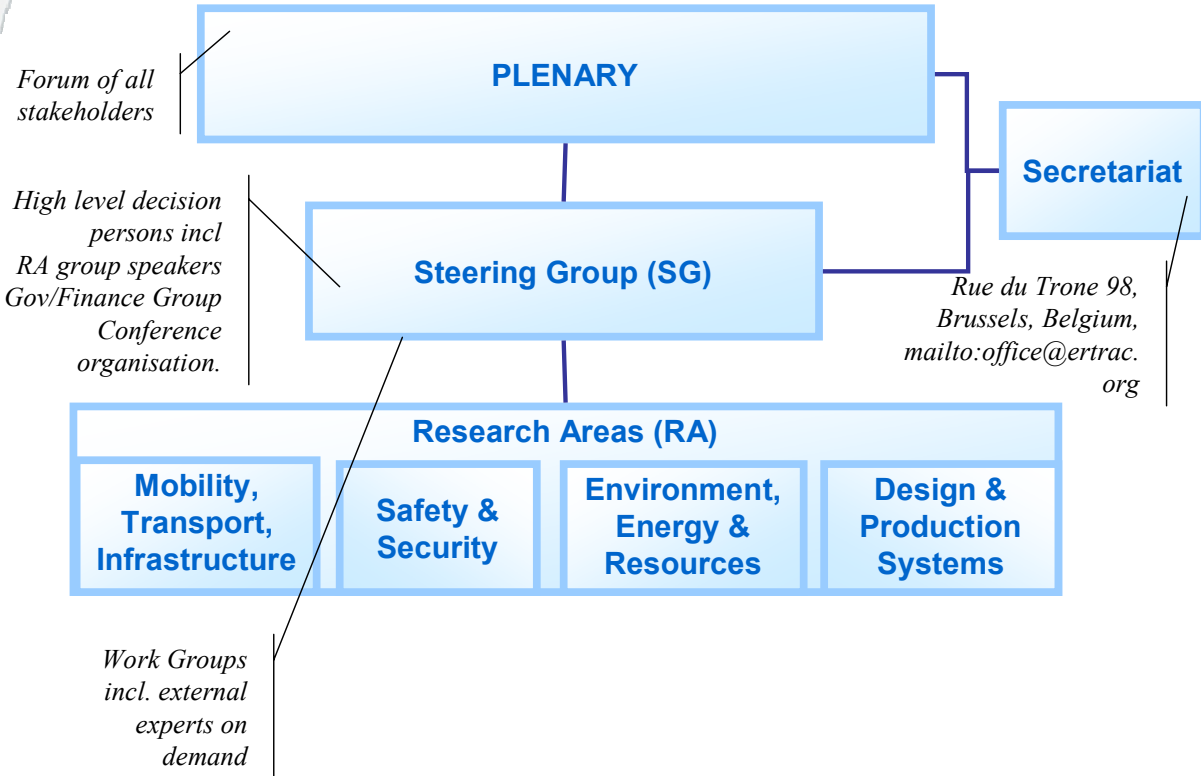 PLENARY
Forum of all
stakeholders
Secretariat
High level decision
persons incl
RA group speakers
Gov/Finance Group
Conference
organisation.
Steering Group (SG)
Rue du Trone 98,
Brussels, Belgium,
mailto:office@ertrac.
org
Research Areas (RA)
Mobility,
Transport,
Infrastructure
Safety &
Security
Environment,
Energy &
Resources
Design &
Production
Systems
Work Groups
incl. external
experts on
demand